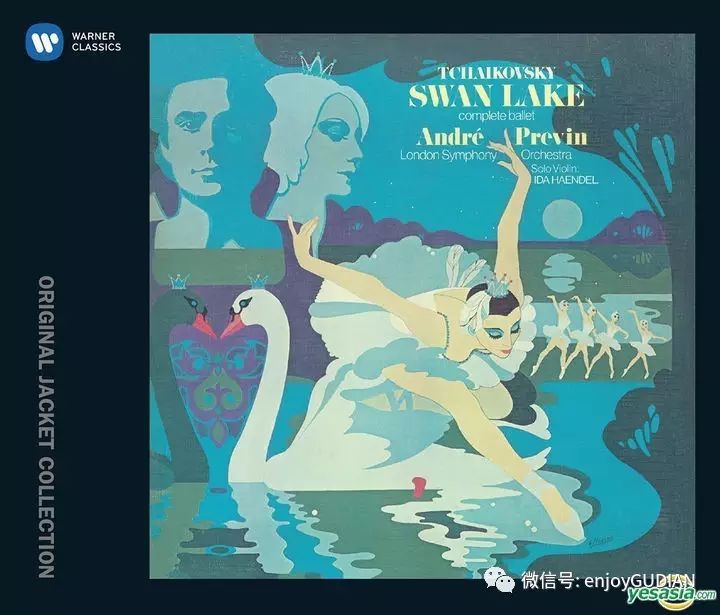 WARNER
CLASSICS
TCHAIKOVSKY
SWAN LAKE
complete ballet
André Previn
London Symphony Orchestra
Solo Violin:
IDA HAENDEL
ORIGINAL JACKET COLLECTION
微信号: enjoyGUDIAN
yesasia.com